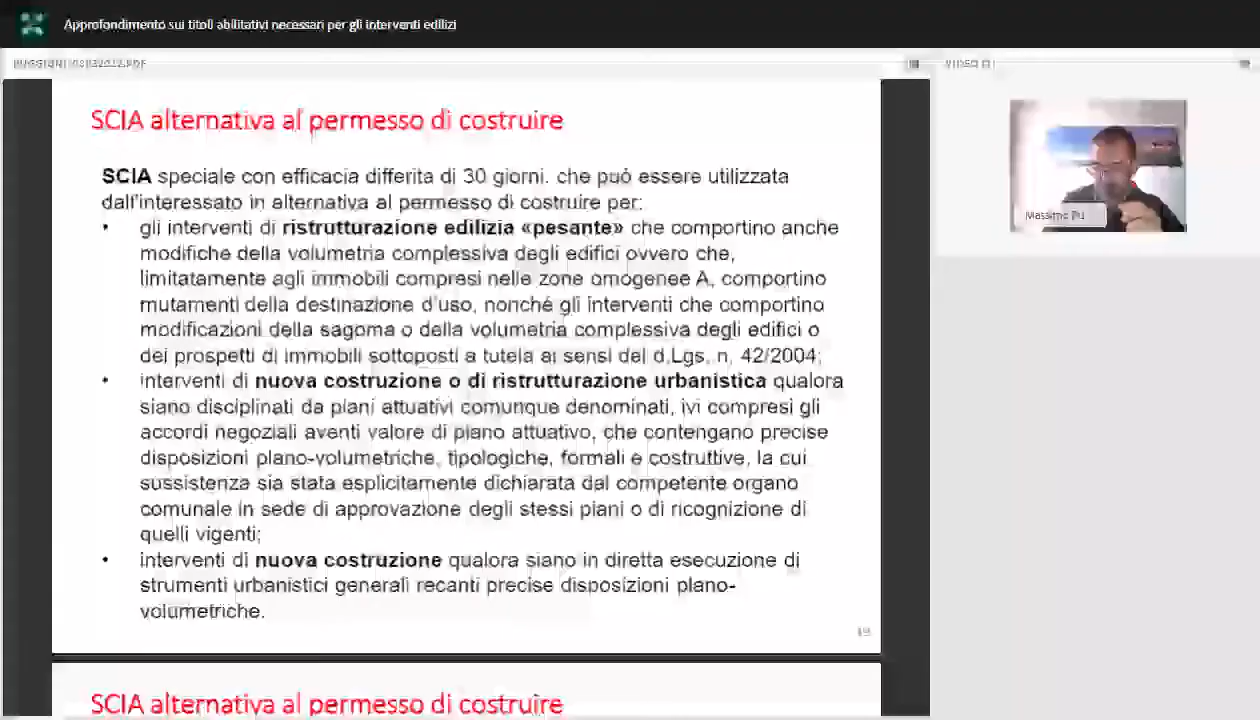 Approfondimento sui titoli abilitativi necessari per gli interventi edilizi
VIDEO
SCIA alternativa al permesso di costruire
SCIA speciale con efficacia differita di 30 giorni. che può essere utilizzata
dall'interessato in alternativa al permesso di costruire per:
• gli interventi di ristrutturazione edilizia «pesante» che comportino anche
modifiche della volumetria complessiva degli edifici ovvero che,
limitatamente agli immobili compresi nelle zone omogenee A, comportino
mutamenti della destinazione d'uso, nonché gli interventi che comportino
modificazioni della sagoma o della volumetria complessiva degli edifici o
dei prospetti di immobili sottoposti a tutela ai sensi del d.Lgs. n. 42/2004;
• interventi di nuova costruzione o di ristrutturazione urbanistica qualora
siano disciplinati da piani attuativi comunque denominati, ivi compresi gli
accordi negoziali aventi valore di piano attuativo, che contengano precise
disposizioni plano-volumetriche, tipologiche, formali e costruttive, la cui
sussistenza sia stata esplicitamente dichiarata dal competente organo
comunale in sede di approvazione degli stessi piani o di ricognizione di
quelli vigenti;
• interventi di nuova costruzione qualora siano in diretta esecuzione di
strumenti urbanistici generali recanti precise disposizioni plano-
volumetriche.
Massimo
SCIA alternativa al permesso di costruire